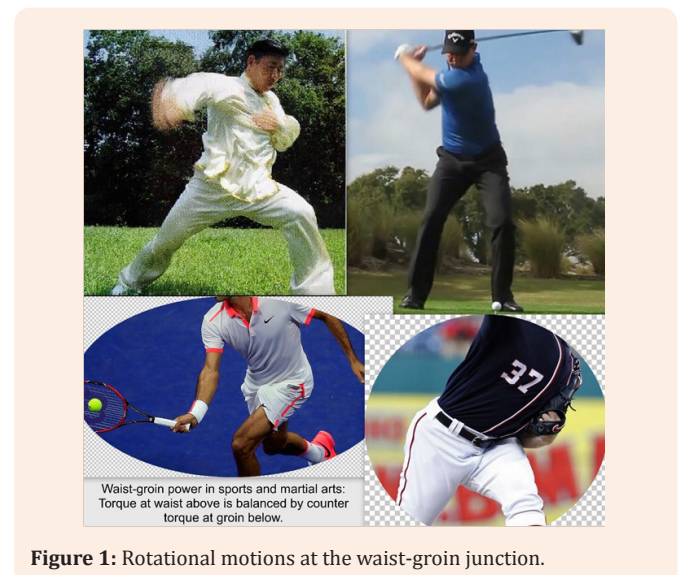 Callaway
37
Waist-groin power in sports and martial arts:
Torque at waist above is balanced by counter
torque at groin below.
Figure 1: Rotational motions at the waist-groin junction.